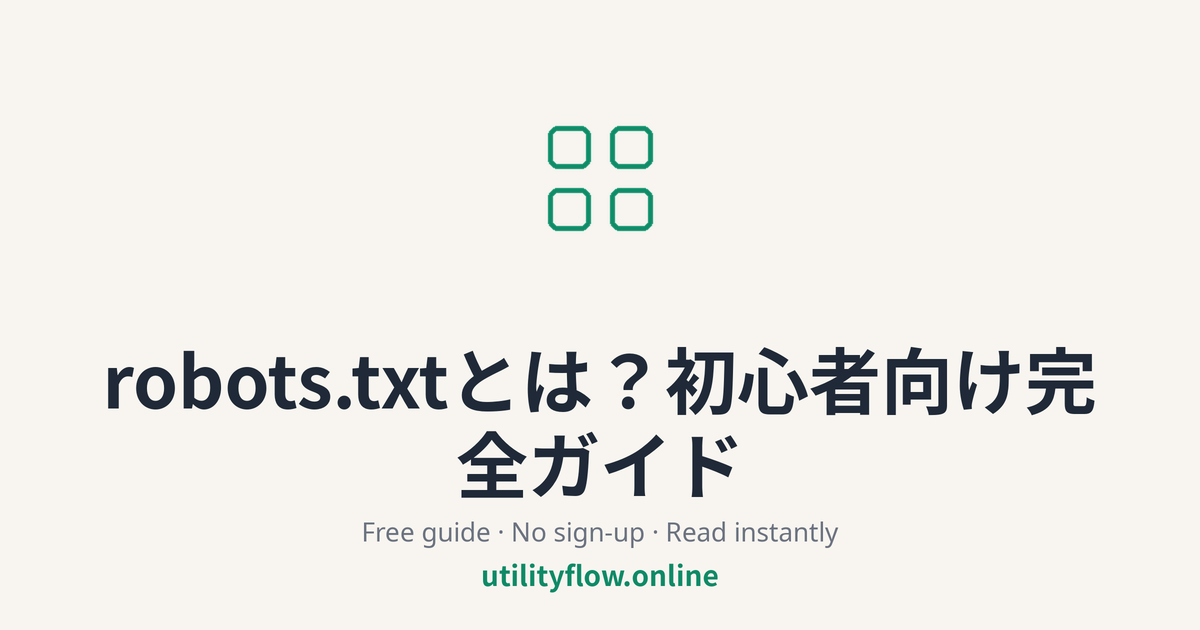 robots.txtとは？初心者向け完
全ガイド
Free guide · No sign-up · Read instantly
utilityflow.online